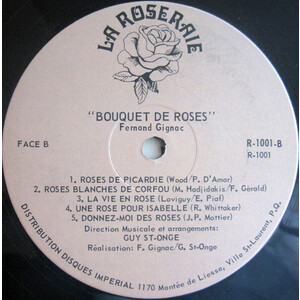 LA ROSERAIE
"BOUQUET DE ROSES"
Fernand Gignac
FACE B
R-1001-B
R-1001
1. ROSES DE PICARDIE (Wood/P. D'Amor)
2. ROSES BLANCHES DE CORFOU (M. Hadjidakis/F. Gérald)
3. LA VIE EN ROSE (Loviguy/E. Piaf)
4. UNE ROSE POUR ISABELLE (R. Whittaker)
5. DONNEZ-MOI DES ROSES (J.P. Mottier)
Direction Musicale et arrangements:
GUY ST-ONGE
Réalisation: F. Gignac/G. St-Onge
DISTRIBUTION DISQUES IMPERIAL 1170 Montée de Liesse, Ville St-Laurent, P.Q.